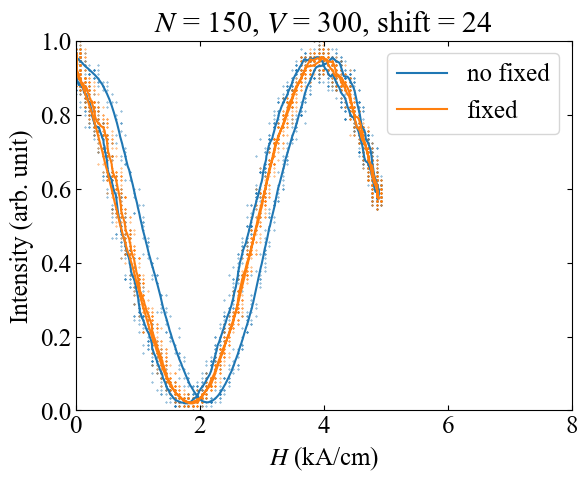 N = 150, V = 300, shift = 24
Intensity (arb. unit)
1.0
0.8
0.6
0.4
0.2
0.0
no fixed
fixed
0
2
4
6
8
H (kA/cm)